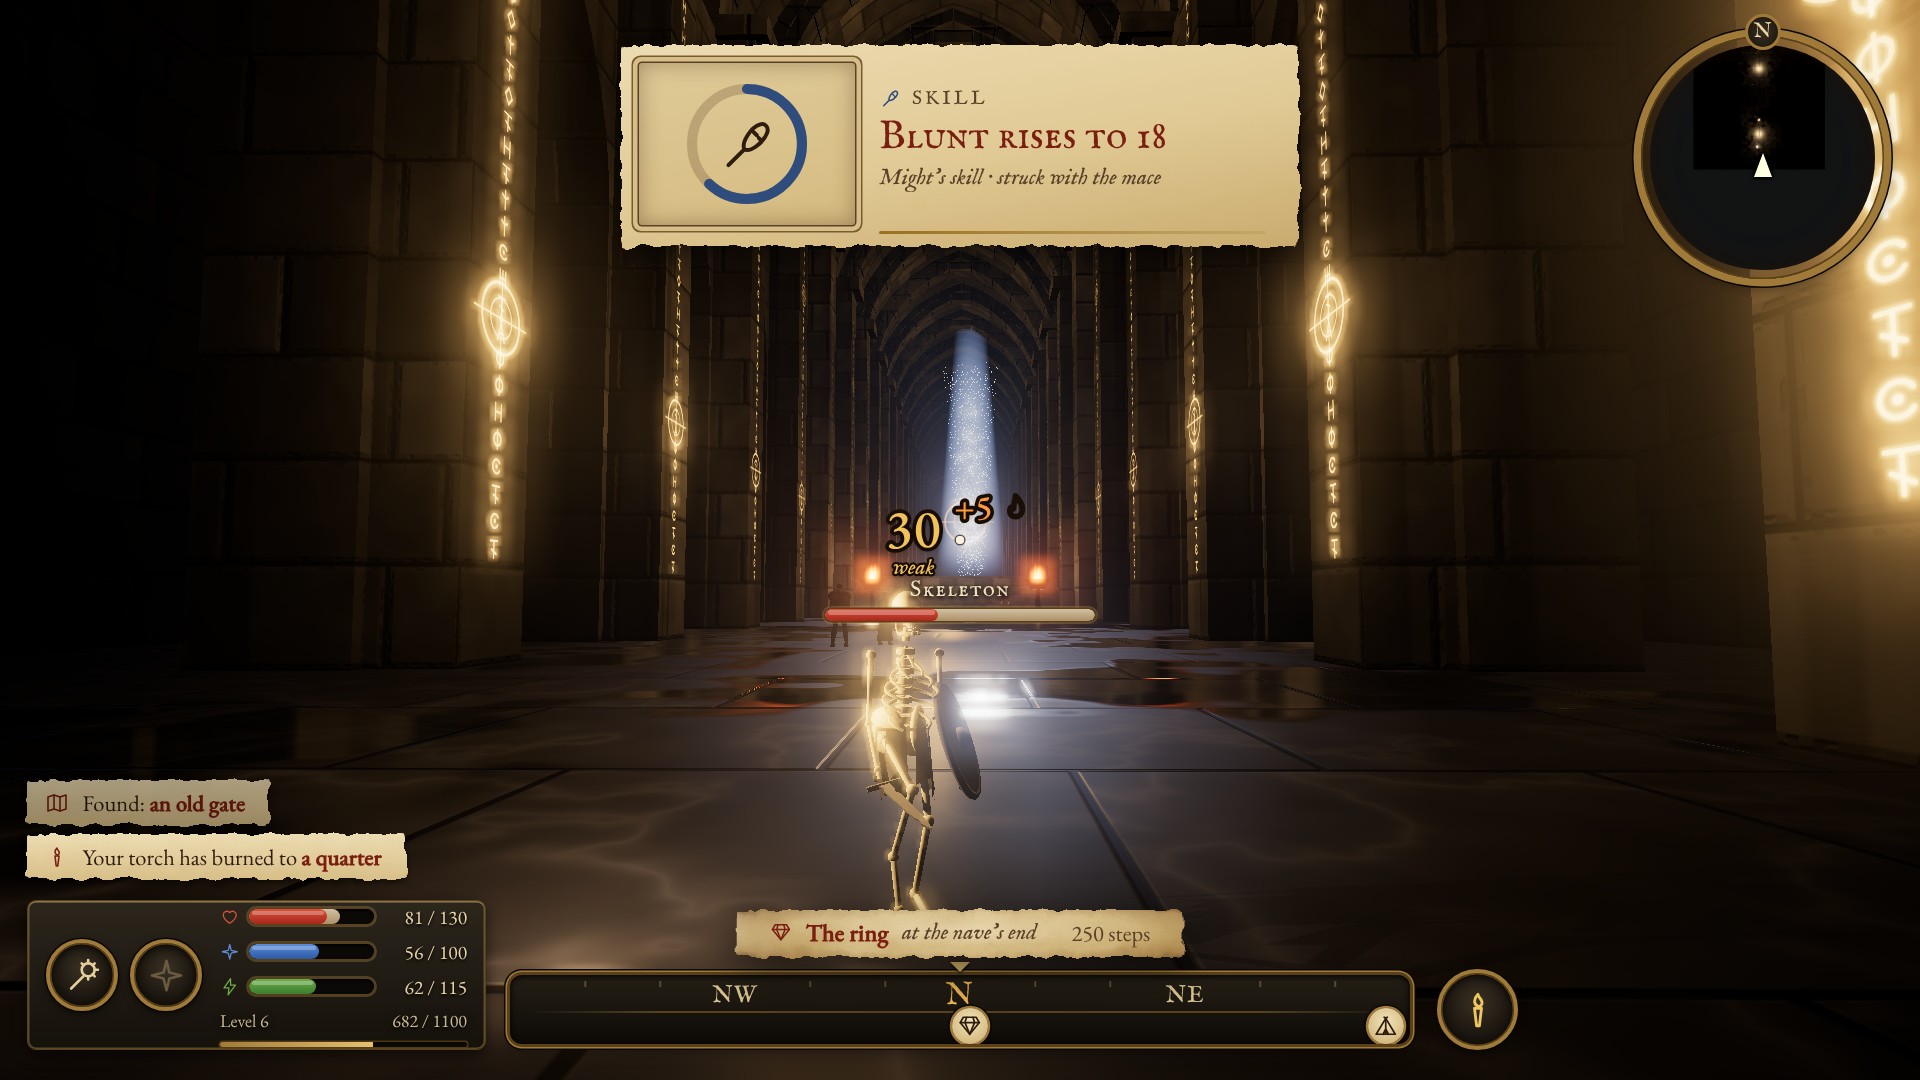 N
SKILL
Blunt rises to 18
Might's skill · struck with the mace
30 +5
weak
Skeleton
Found: an old gate
Your torch has burned to a quarter
81 / 130
56 / 100
62 / 115
Level 6 682 / 1100
The ring at the nave's end 250 steps
NW N NE